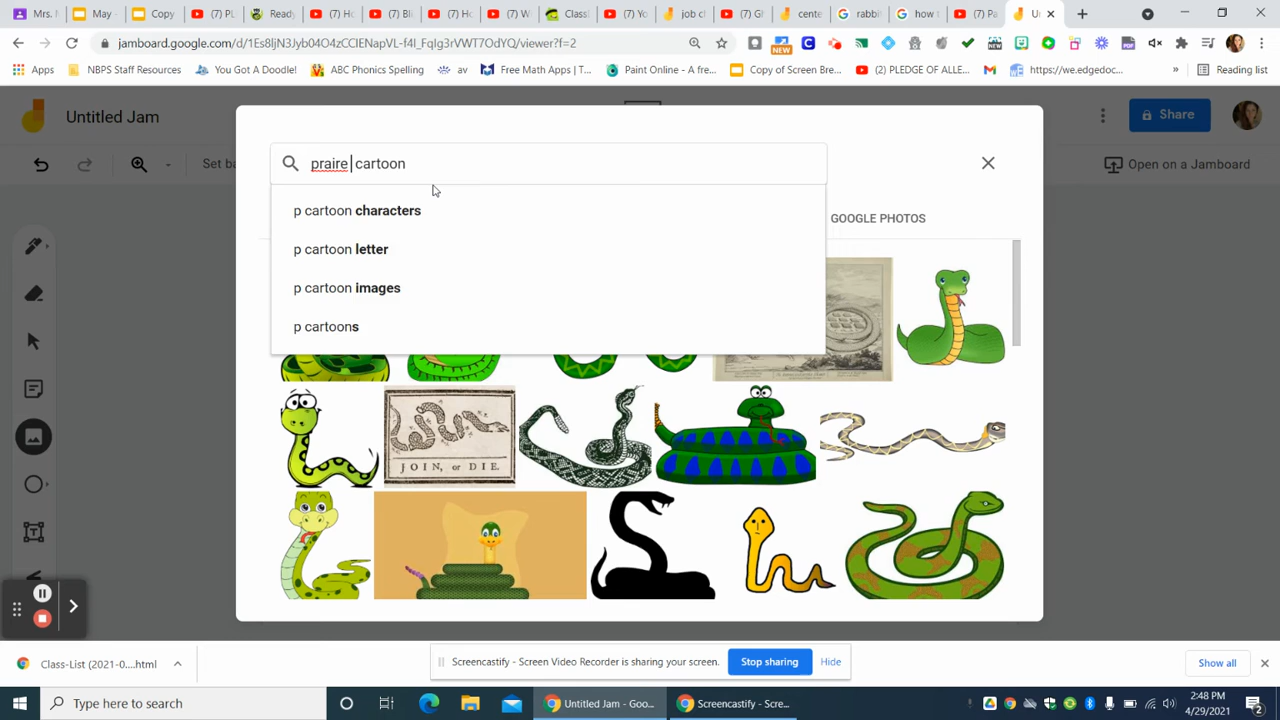 Mrs.
May -
Copy
(7) PL
Ready
(7) Ho
(7) Bl
(7) Ho
(7) W
Class
(7) Yo
job cl
(7) Gl
cente
rabbi
how t
(7) Pa
Ur
jamboard.google.com/d/1Es8ljN3Jxbt4O4zCClEhNpVL-f4l_FqIg3rVWT7OdYQ/viewer?f=2
Apps
NBPS Staff Resources
You Got A Doodle!
ABC Phonics Spelling
av
Free Math Apps | T...
Paint Online - A fre...
Copy of Screen Bre...
(2) PLEDGE OF ALLE...
https://we.edgedoc...
»
Reading list
Untitled Jam
Share
Set ba
Open on a Jamboard
praire cartoon
p cartoon characters
p cartoon letter
p cartoon images
p cartoons
GOOGLE PHOTOS
JOIN, or DIE.
Class-List (2021-0....html
Screencastify - Screen Video Recorder is sharing your screen.
Stop sharing
Hide
Show all
Type here to search
Untitled Jam - Goo...
Screencastify - Scre...
2:48 PM
4/29/2021
2